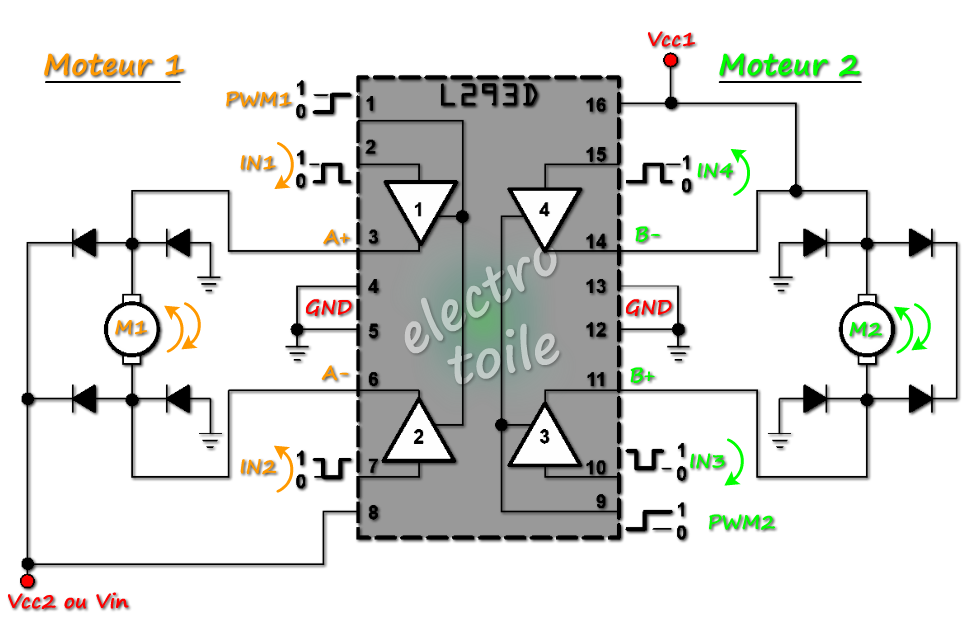 Vcc1
Moteur 1
Moteur 2
L293D
PWM1
1
0
1
16
2
15
IN1
1
0
1
0
IN4
1
4
A+
3
14
B-
electro
toile
4
13
GND
GND
5
12
M1
M2
A-
6
11
B+
2
3
IN2
1
0
7
10
1
0
IN3
8
9
1
0
PWM2
Vcc2 ou Vin